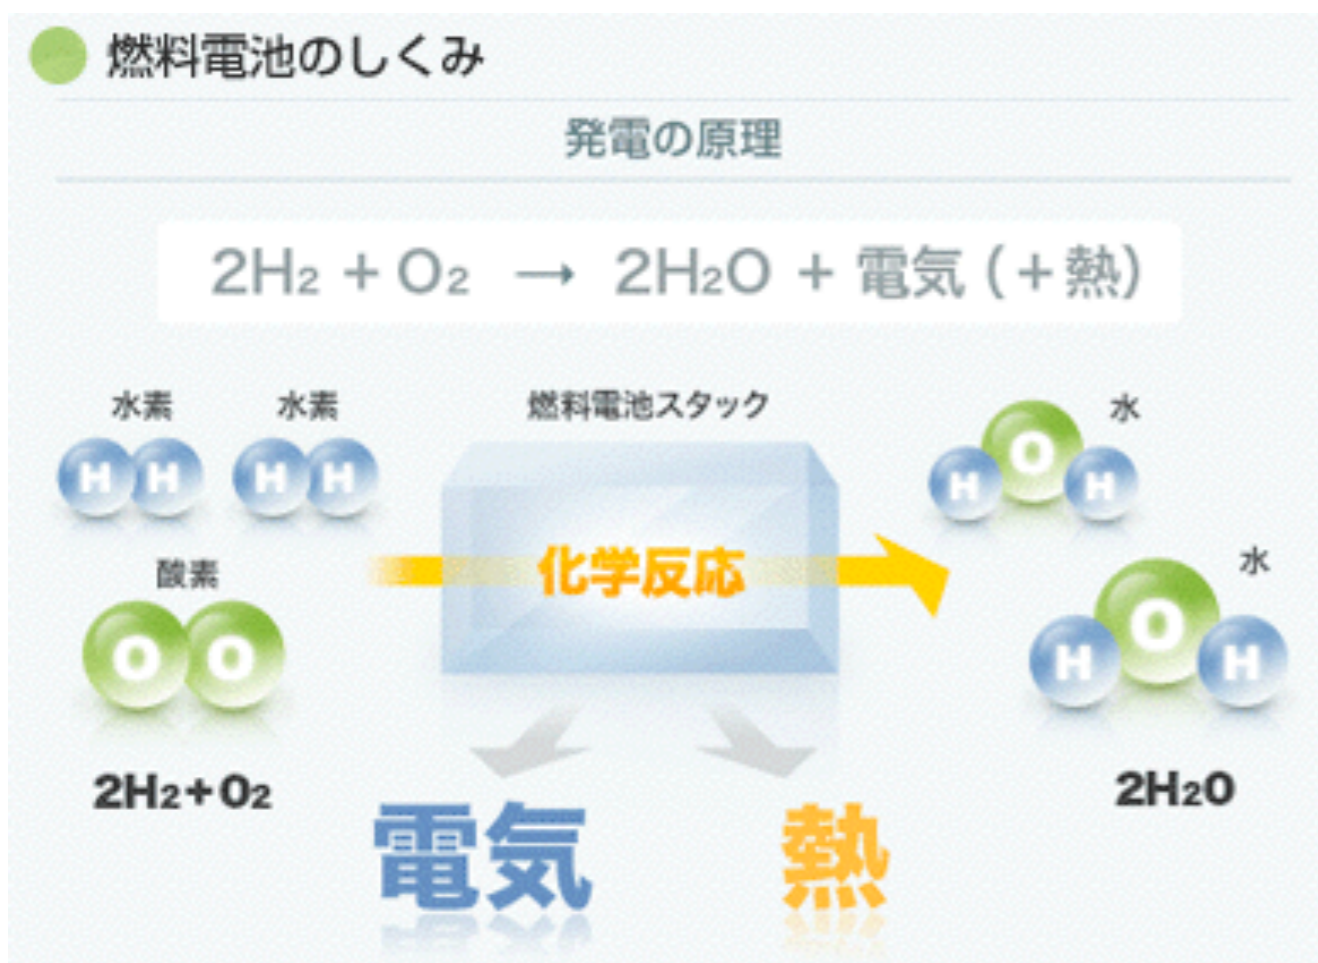 燃料電池のしくみ
発電の原理
2H₂ + O₂ → 2H₂O + 電気 (+熱)
水素 水素 燃料電池スタック 水
H H H H O H H
酸素 化学反応 水
O O O H H
2H₂+O₂ 2H₂O
電気 熱